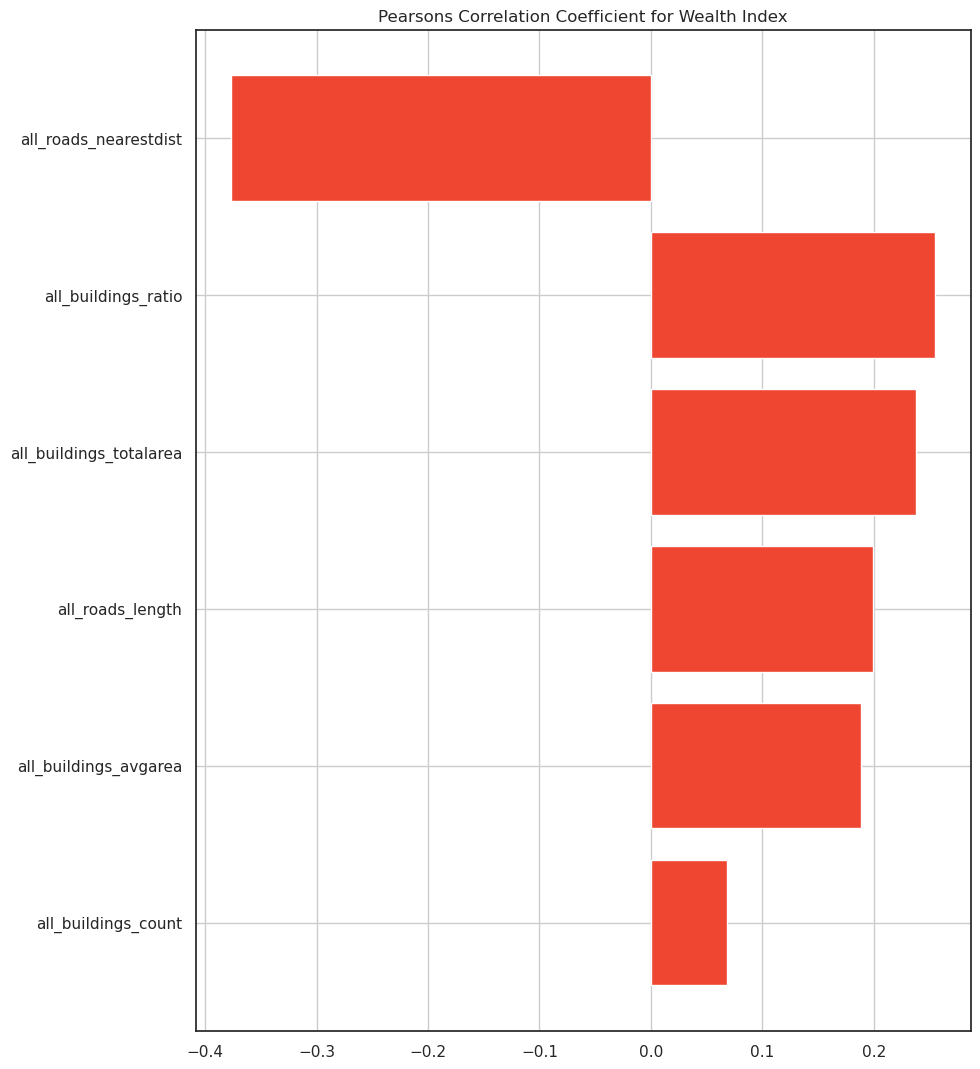 Pearsons Correlation Coefficient for Wealth Index
all_roads_nearestdist
all_buildings_ratio
all_buildings_totalarea
all_roads_length
all_buildings_avgarea
all_buildings_count
−0.4 −0.3 −0.2 −0.1 0.0 0.1 0.2